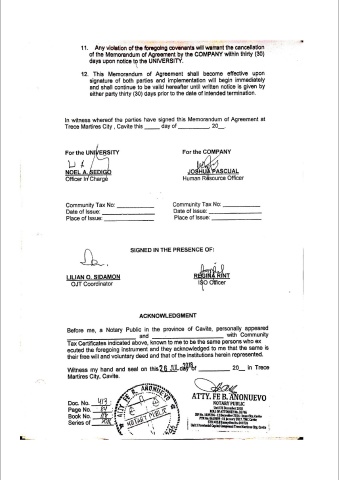 11. Any violation of the foregoing covenants will warrant the cancellation
of the Memorandum of Agreement by the COMPANY within thirty (30)
days upon notice to the UNIVERSITY.
12. This Memorandum of Agreement shall become effective upon
signature of both parties and implementation will begin immediately
and shall continue to be valid hereafter until written notice is given by
either party thirty (30) days prior to the date of intended termination.
In witness whereof the parties have signed this Memorandum of Agreement at
Trece Martires City , Cavite this _____ day of __________, 20__.
For the UNIVERSITY
For the COMPANY
NOEL A. SEDIGO
JOSHUA PASCUAL
Officer In Charge
Human Resource Officer
Community Tax No: __________
Community Tax No: __________
Date of Issue: __________
Date of Issue: __________
Place of Issue: __________
Place of Issue: __________
SIGNED IN THE PRESENCE OF:
LILIAN O. SIDAMON
REGINA RINT
OJT Coordinator
ISO Officer
ACKNOWLEDGMENT
Before me, a Notary Public in the province of Cavite, personally appeared
__________ and __________ with Community
Tax Certificates indicated above, known to me to be the same persons who ex
ecuted the foregoing instrument and they acknowledged to me that the same is
their free will and voluntary deed and that of the institutions herein represented.
Witness my hand and seal on this 26 JUL day of __________, 20__ in Trece
Martires City, Cavite.
ATTY. FE B. ANONUEVO
NOTARY PUBLIC
Doc. No. 413
Page No.
Book No.
Series of
ATTY. FE B. ANONUEVO
NOTARY PUBLIC